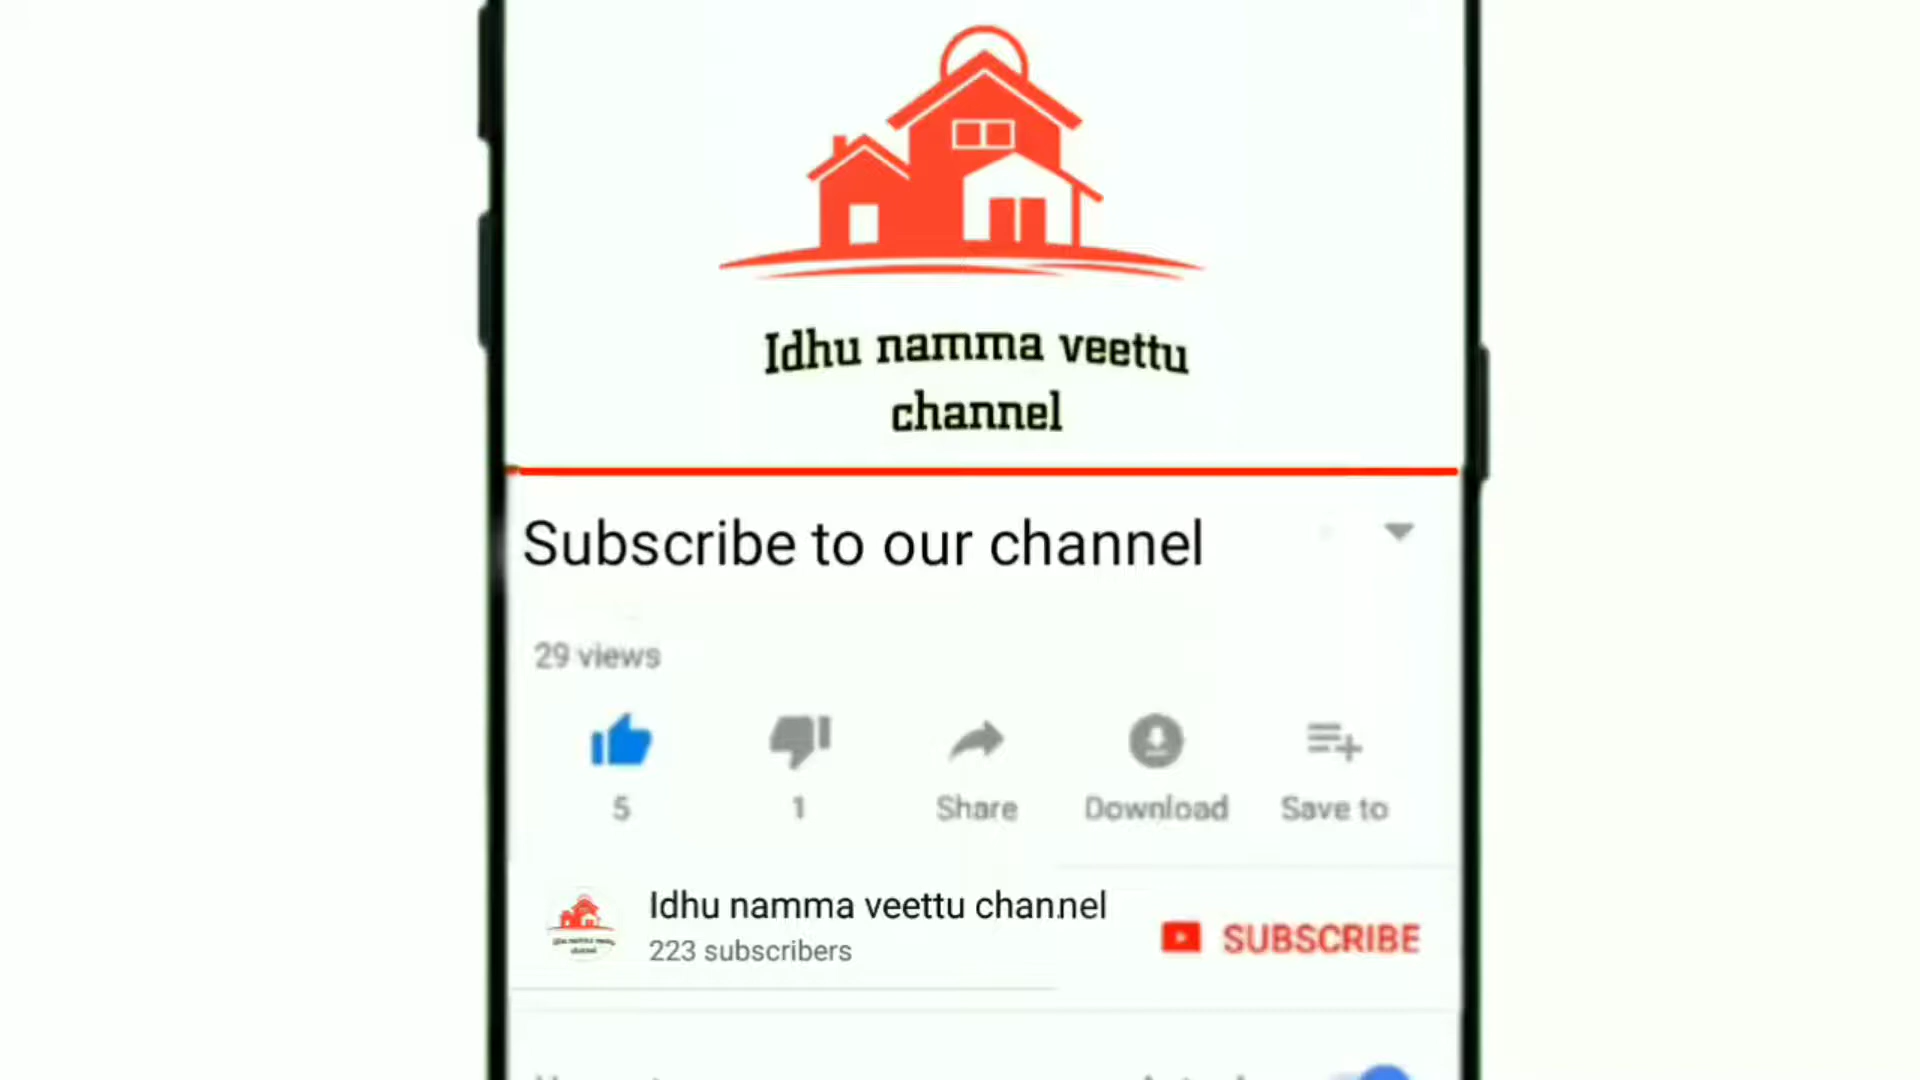 Idhu namma veettu
channel
Subscribe to our channel
29 views
5
1
Share
Download
Save to
Idhu namma veettu channel
223 subscribers
SUBSCRIBE